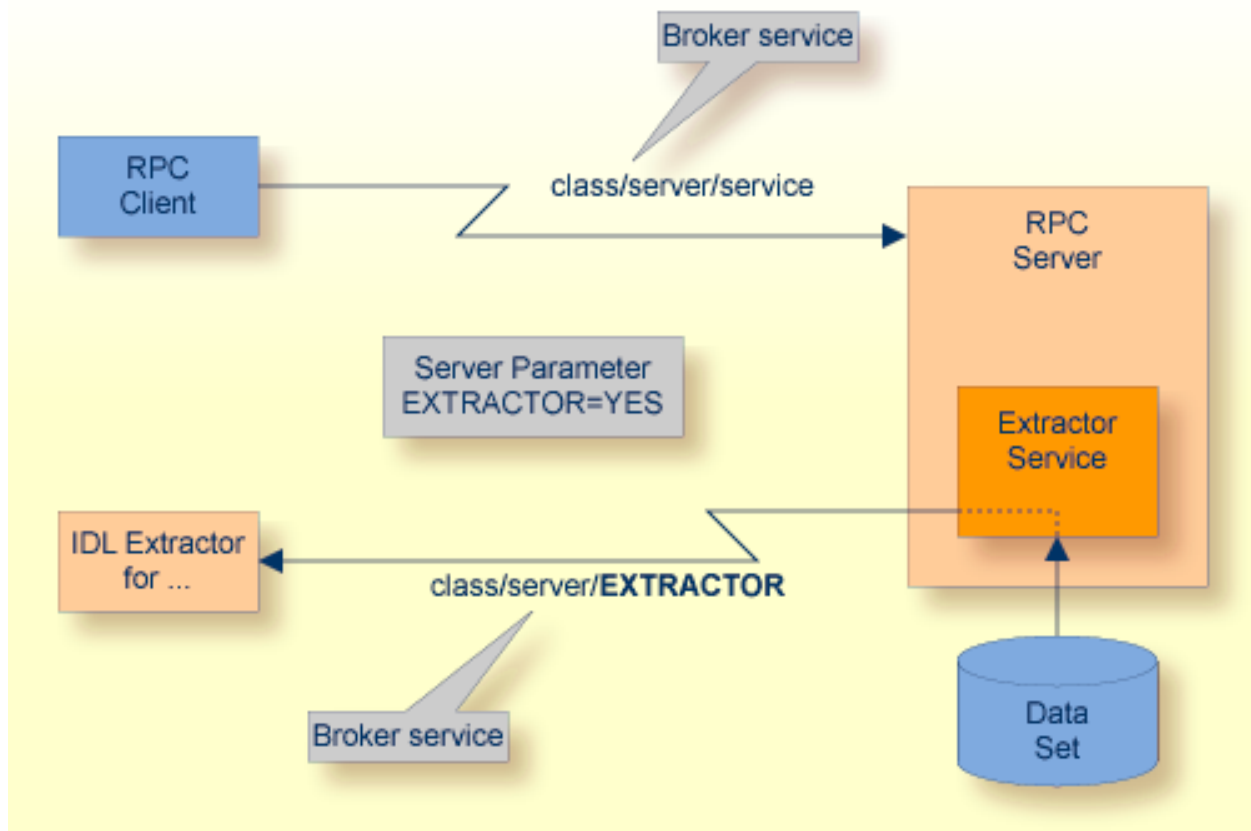 Broker service
RPC
Client
class/server/service
RPC
Server
Server Parameter
EXTRACTOR=YES
Extractor
Service
IDL Extractor
for ...
class/server/EXTRACTOR
Broker service
Data
Set